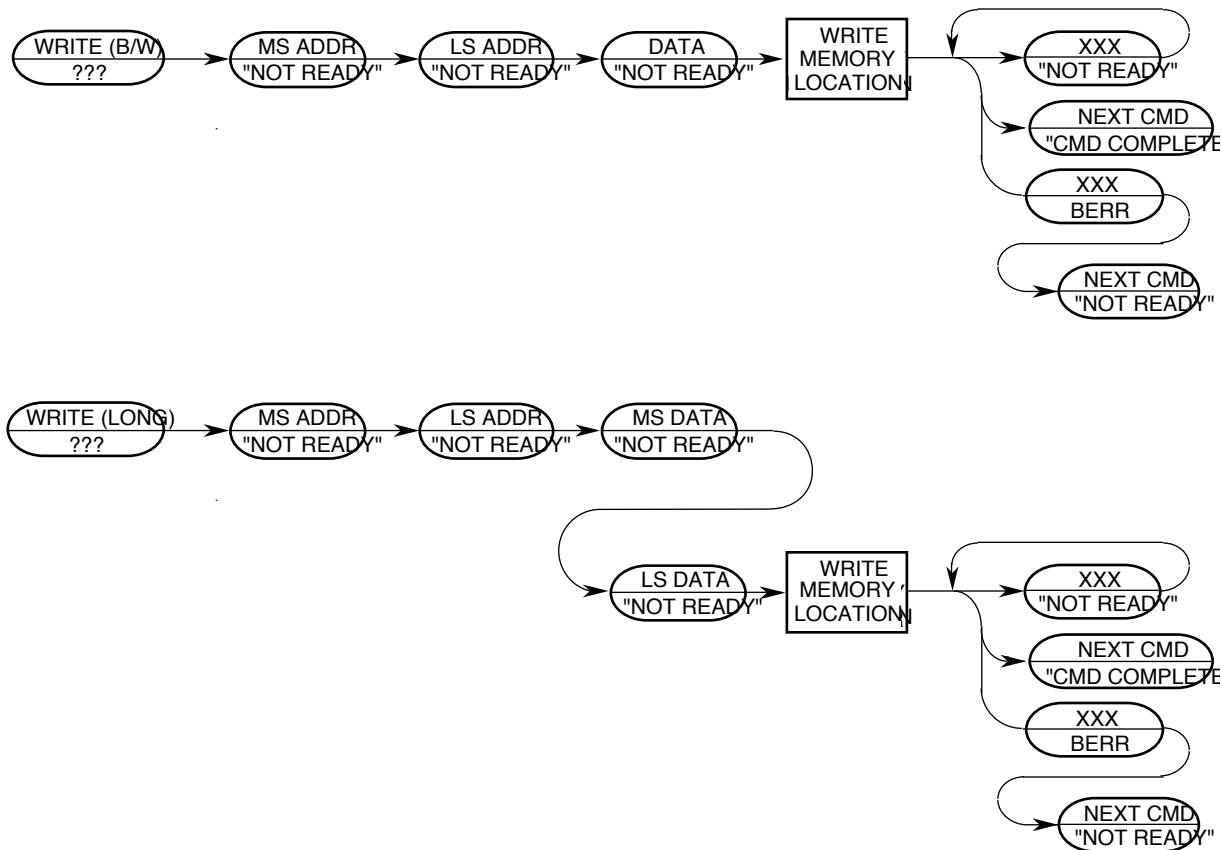 WRITE (B/W)
???
MS ADDR
"NOT READY"
LS ADDR
"NOT READY"
DATA
"NOT READY"
WRITE
MEMORY
LOCATION
XXX
"NOT READY"
NEXT CMD
"CMD COMPLETE
XXX
BERR
NEXT CMD
"NOT READY"
WRITE (LONG)
???
MS ADDR
"NOT READY"
LS ADDR
"NOT READY"
MS DATA
"NOT READY"
LS DATA
"NOT READY"
WRITE
MEMORY
LOCATION
XXX
"NOT READY"
NEXT CMD
"CMD COMPLETE
XXX
BERR
NEXT CMD
"NOT READY"